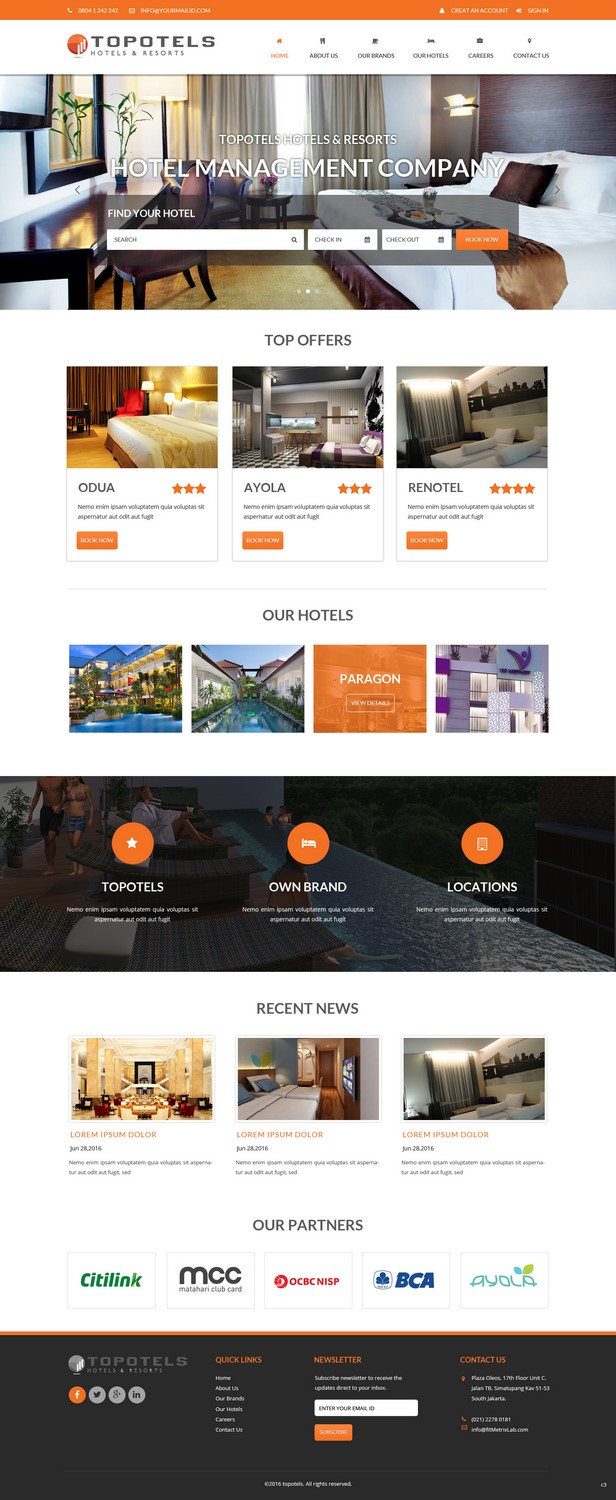 0804 1 242 242 INFO@YOURMAILID.COM CREAT AN ACCOUNT SIGN IN
TOPOTELS
HOTELS & RESORTS
HOME ABOUT US OUR BRANDS OUR HOTELS CAREERS CONTACT US
TOPOTELS HOTELS & RESORTS
HOTEL MANAGEMENT COMPANY
FIND YOUR HOTEL
SEARCH CHECK IN CHECK OUT BOOK NOW
TOP OFFERS
ODUA
Nemo enim ipsam voluptatem quia voluptas sit
aspernatur aut odit aut fugit
BOOK NOW
AYOLA
Nemo enim ipsam voluptatem quia voluptas sit
aspernatur aut odit aut fugit
BOOK NOW
RENOTEL
Nemo enim ipsam voluptatem quia voluptas sit
aspernatur aut odit aut fugit
BOOK NOW
OUR HOTELS
PARAGON
VIEW DETAILS
TOPOTELS
Nemo enim ipsam voluptatem quia voluptas sit
aspernatur aut odit aut fugit
OWN BRAND
Nemo enim ipsam voluptatem quia voluptas sit
aspernatur aut odit aut fugit
LOCATIONS
Nemo enim ipsam voluptatem quia voluptas sit
aspernatur aut odit aut fugit
RECENT NEWS
LOREM IPSUM DOLOR
Jun 28,2016
Nemo enim ipsam voluptatem quia voluptas sit asperna-
tur aut odit aut fugit, sed
LOREM IPSUM DOLOR
Jun 28,2016
Nemo enim ipsam voluptatem quia voluptas sit asperna-
tur aut odit aut fugit, sed
LOREM IPSUM DOLOR
Jun 28,2016
Nemo enim ipsam voluptatem quia voluptas sit asperna-
tur aut odit aut fugit, sed
OUR PARTNERS
Citilink
mcc
matahari club card
OCBC NISP
BCA
AYOLA
TOPOTELS
HOTELS & RESORTS
QUICK LINKS
Home
About Us
Our Brands
Our Hotels
Careers
Contact Us
NEWSLETTER
Subscribe newsletter to receive the
updates direct to your inbox.
ENTER YOUR EMAIL ID
SUBSCRIBE
CONTACT US
Plaza Oleos, 17th Floor Unit C,
Jalan TB. Simatupang Kav 51-53
South Jakarta.
(021) 2278 0181
info@fitMetrixLab.com
©2016 topotels. All rights reserved.